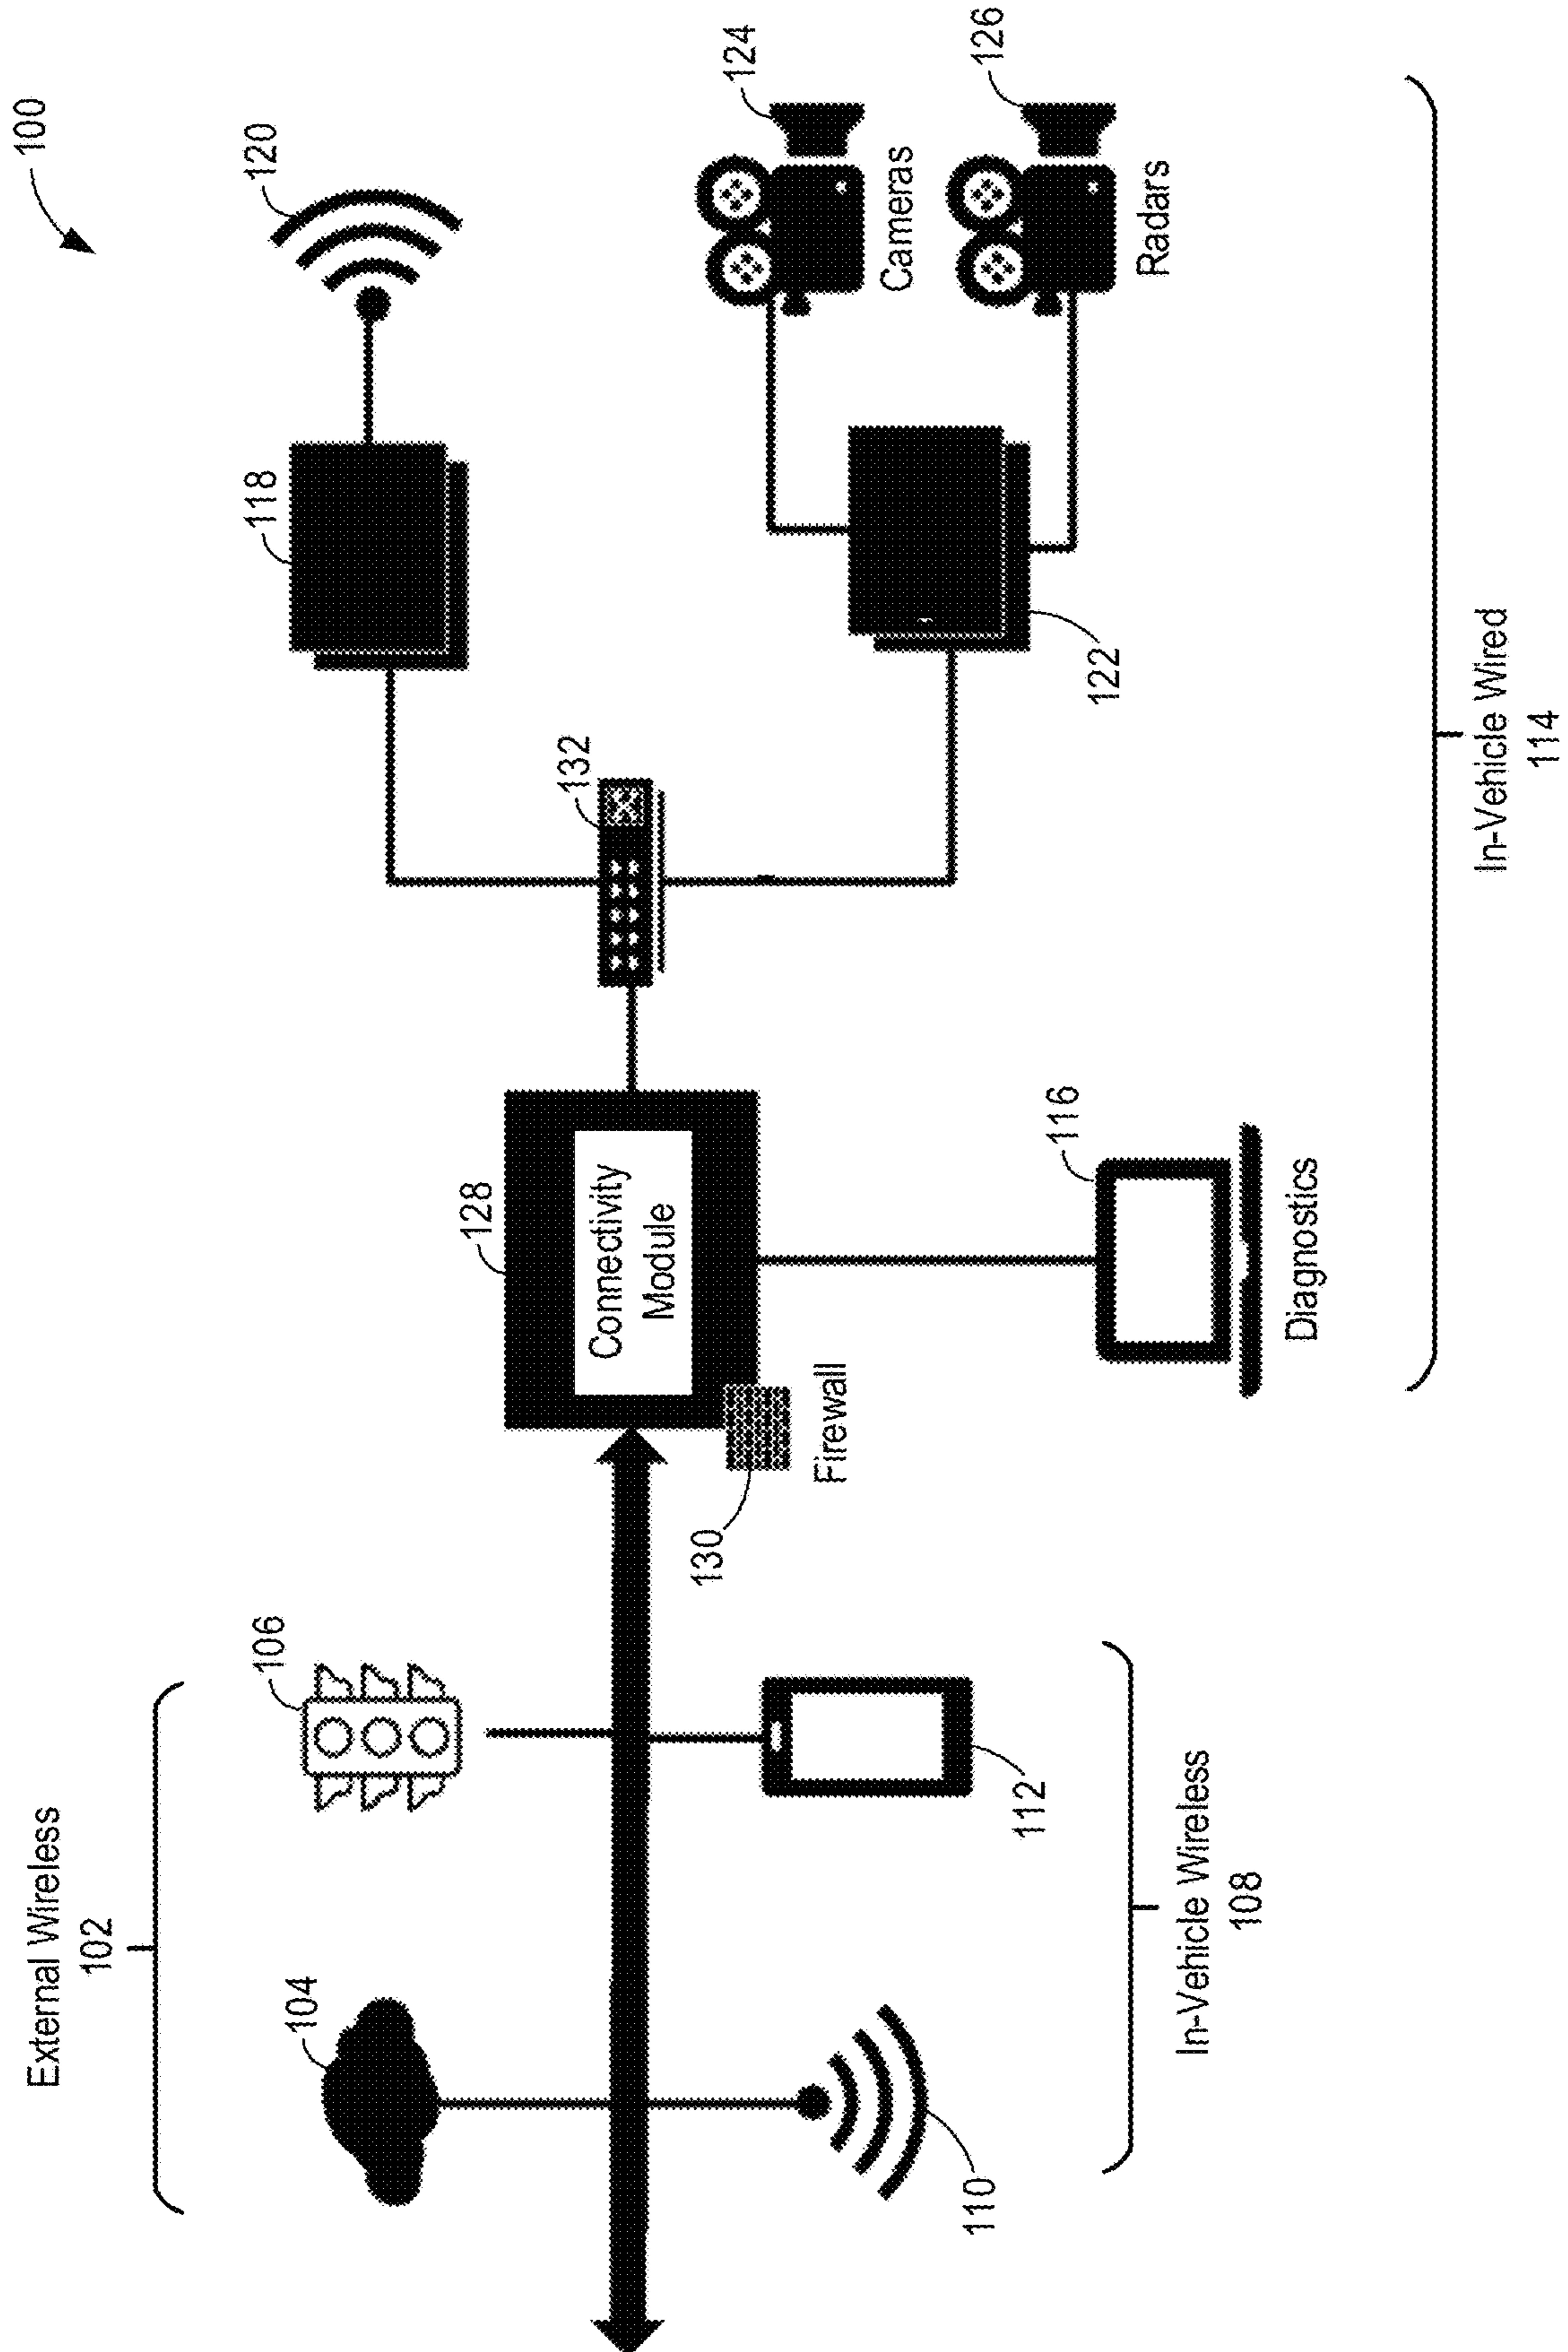 100
External Wireless
102
104
106
128
132
118
120
Connectivity
Module
124
Cameras
130
Firewall
110
112
116
122
126
Radars
In-Vehicle Wireless
108
Diagnostics
In-Vehicle Wired
114